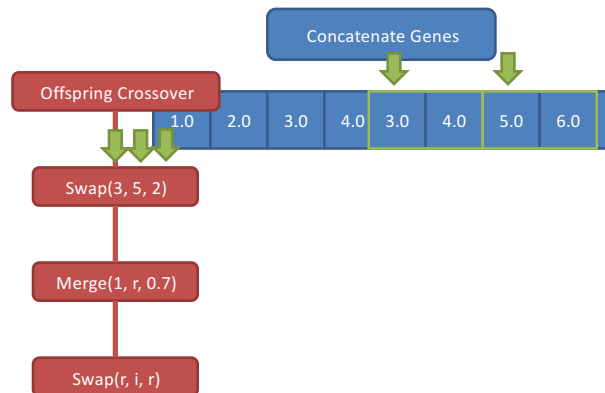 Concatenate Genes
Offspring Crossover
1.0 2.0 3.0 4.0 3.0 4.0 5.0 6.0
Swap(3, 5, 2)
Merge(1, r, 0.7)
Swap(r, i, r)